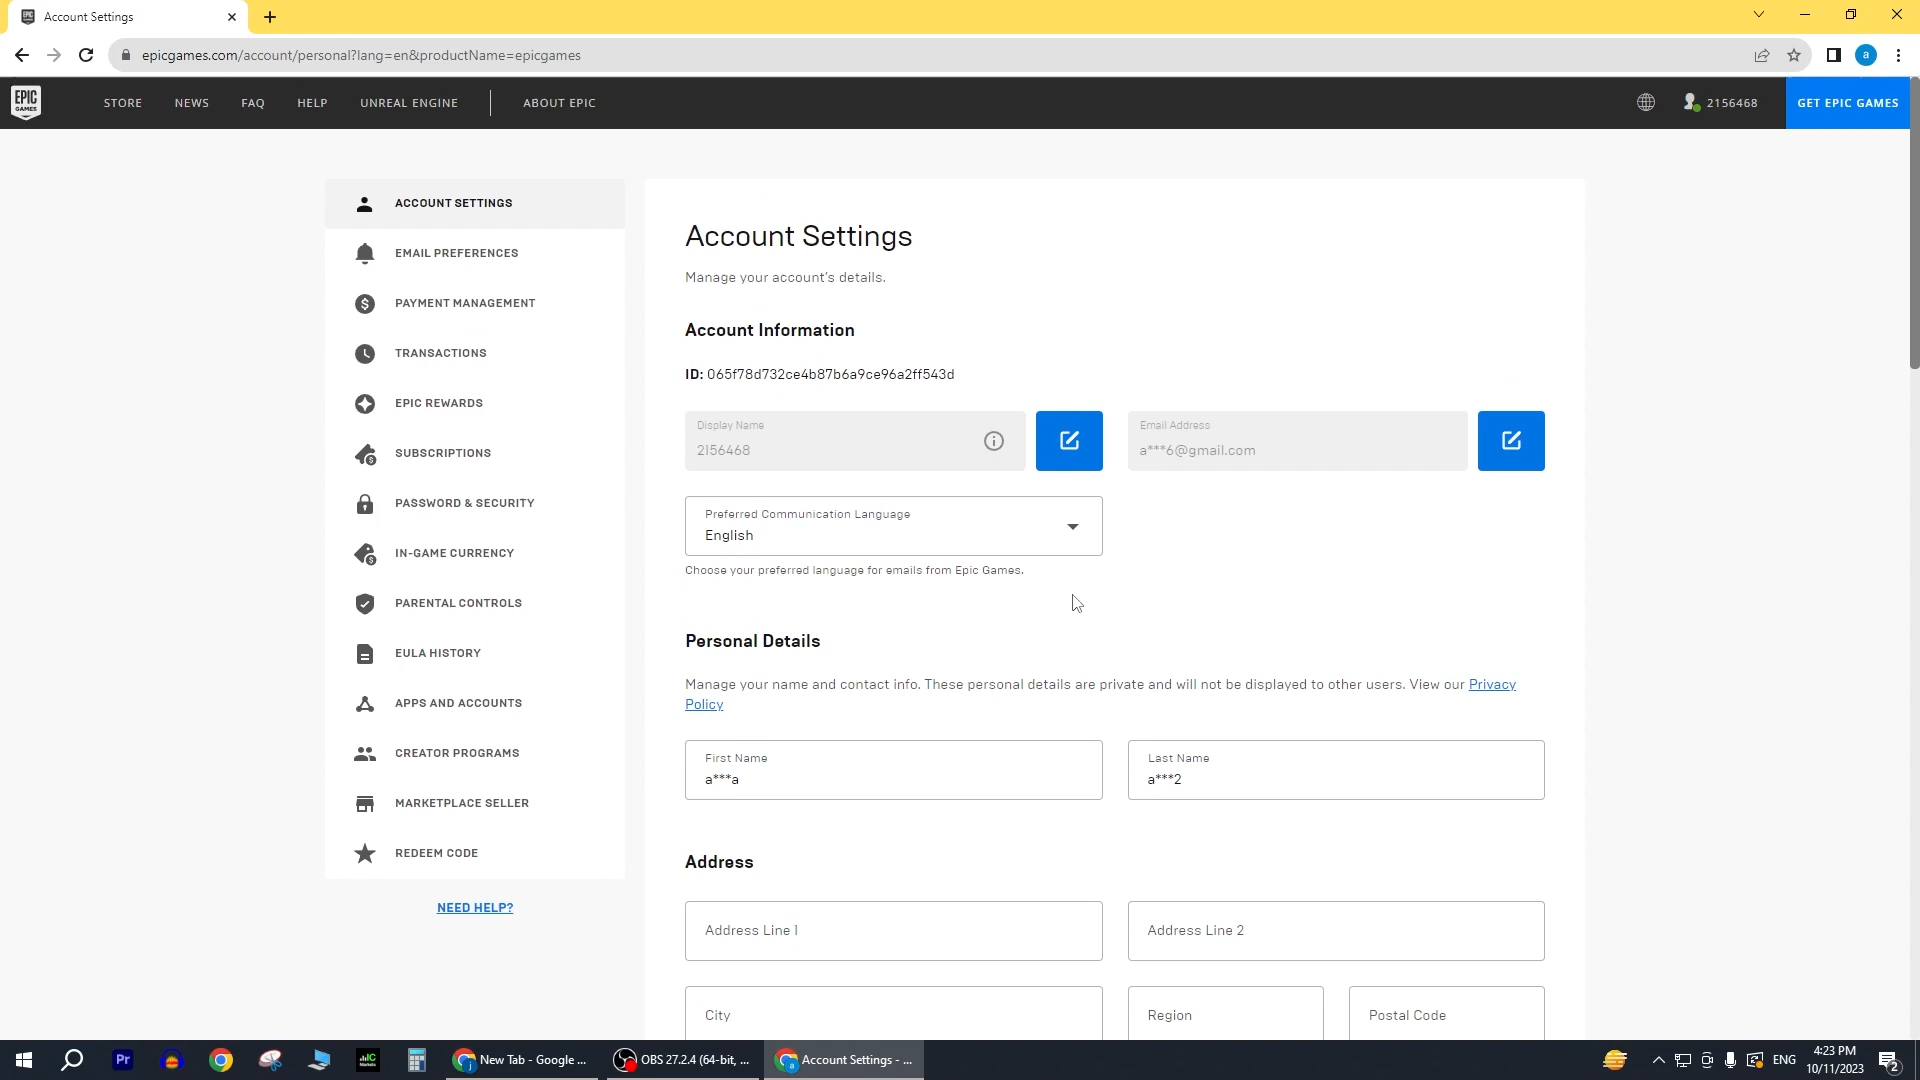 Account Settings
epicgames.com/account/personal?lang=en&productName=epicgames
a
EPIC
GAMES
STORE
NEWS
FAQ
HELP
UNREAL ENGINE
ABOUT EPIC
2156468
GET EPIC GAMES
ACCOUNT SETTINGS
EMAIL PREFERENCES
PAYMENT MANAGEMENT
TRANSACTIONS
EPIC REWARDS
SUBSCRIPTIONS
PASSWORD & SECURITY
IN-GAME CURRENCY
PARENTAL CONTROLS
EULA HISTORY
APPS AND ACCOUNTS
CREATOR PROGRAMS
MARKETPLACE SELLER
REDEEM CODE
NEED HELP?
Account Settings
Manage your account's details.
Account Information
ID: 065f78d732ce4b87b6a9ce96a2ff543d
Display Name
2156468
Email Address
a***6@gmail.com
Preferred Communication Language
English
Choose your preferred language for emails from Epic Games.
Personal Details
Manage your name and contact info. These personal details are private and will not be displayed to other users. View our Privacy
Policy
First Name
a***a
Last Name
a***2
Address
Address Line 1
Address Line 2
City
Region
Postal Code
Pr
IC
Markets
New Tab - Google ...
OBS 27.2.4 (64-bit, ...
Account Settings - ...
ENG
4:23 PM
10/11/2023
2